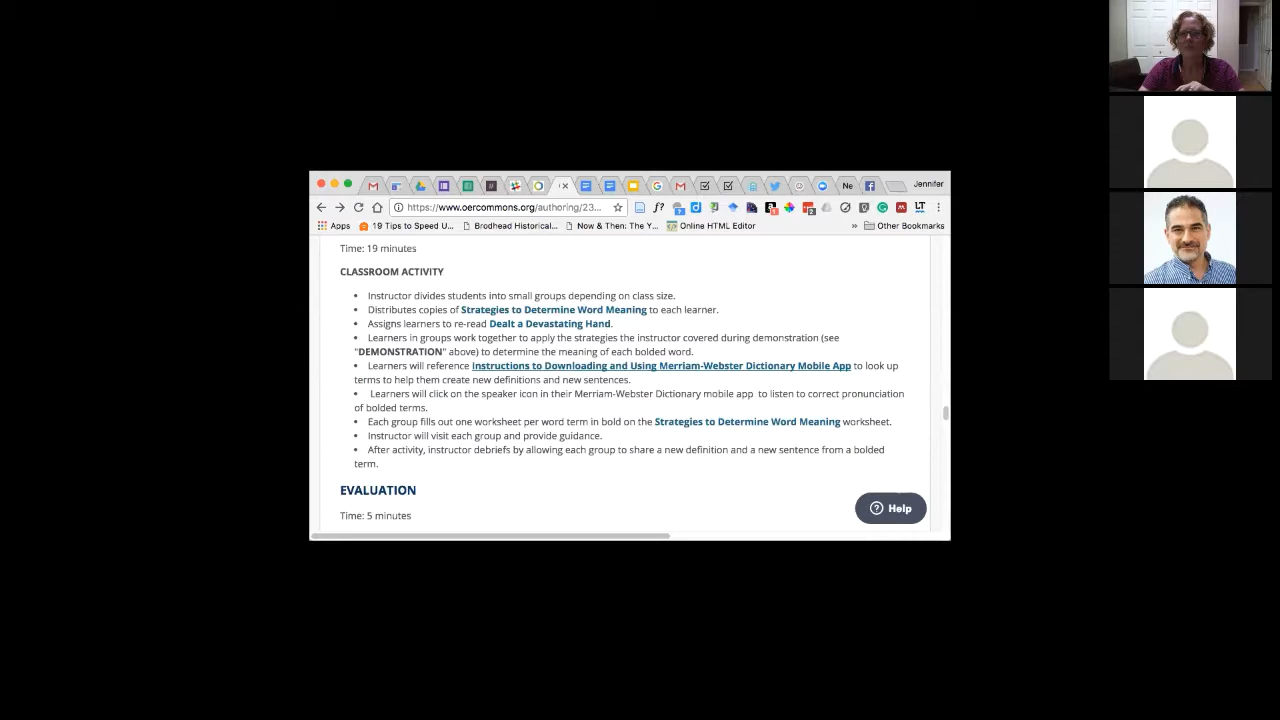 Ne
Jennifer
https://www.oercommons.org/authoring/23...
Apps 19 Tips to Speed U... Brodhead Historical... Now & Then: The Y... Online HTML Editor » Other Bookmarks
Time: 19 minutes
CLASSROOM ACTIVITY
• Instructor divides students into small groups depending on class size.
• Distributes copies of Strategies to Determine Word Meaning to each learner.
• Assigns learners to re-read Dealt a Devastating Hand.
• Learners in groups work together to apply the strategies the instructor covered during demonstration (see
"DEMONSTRATION" above) to determine the meaning of each bolded word.
• Learners will reference Instructions to Downloading and Using Merriam-Webster Dictionary Mobile App to look up
terms to help them create new definitions and new sentences.
• Learners will click on the speaker icon in their Merriam-Webster Dictionary mobile app to listen to correct pronunciation
of bolded terms.
• Each group fills out one worksheet per word term in bold on the Strategies to Determine Word Meaning worksheet.
• Instructor will visit each group and provide guidance.
• After activity, instructor debriefs by allowing each group to share a new definition and a new sentence from a bolded
term.
EVALUATION
Time: 5 minutes
Help